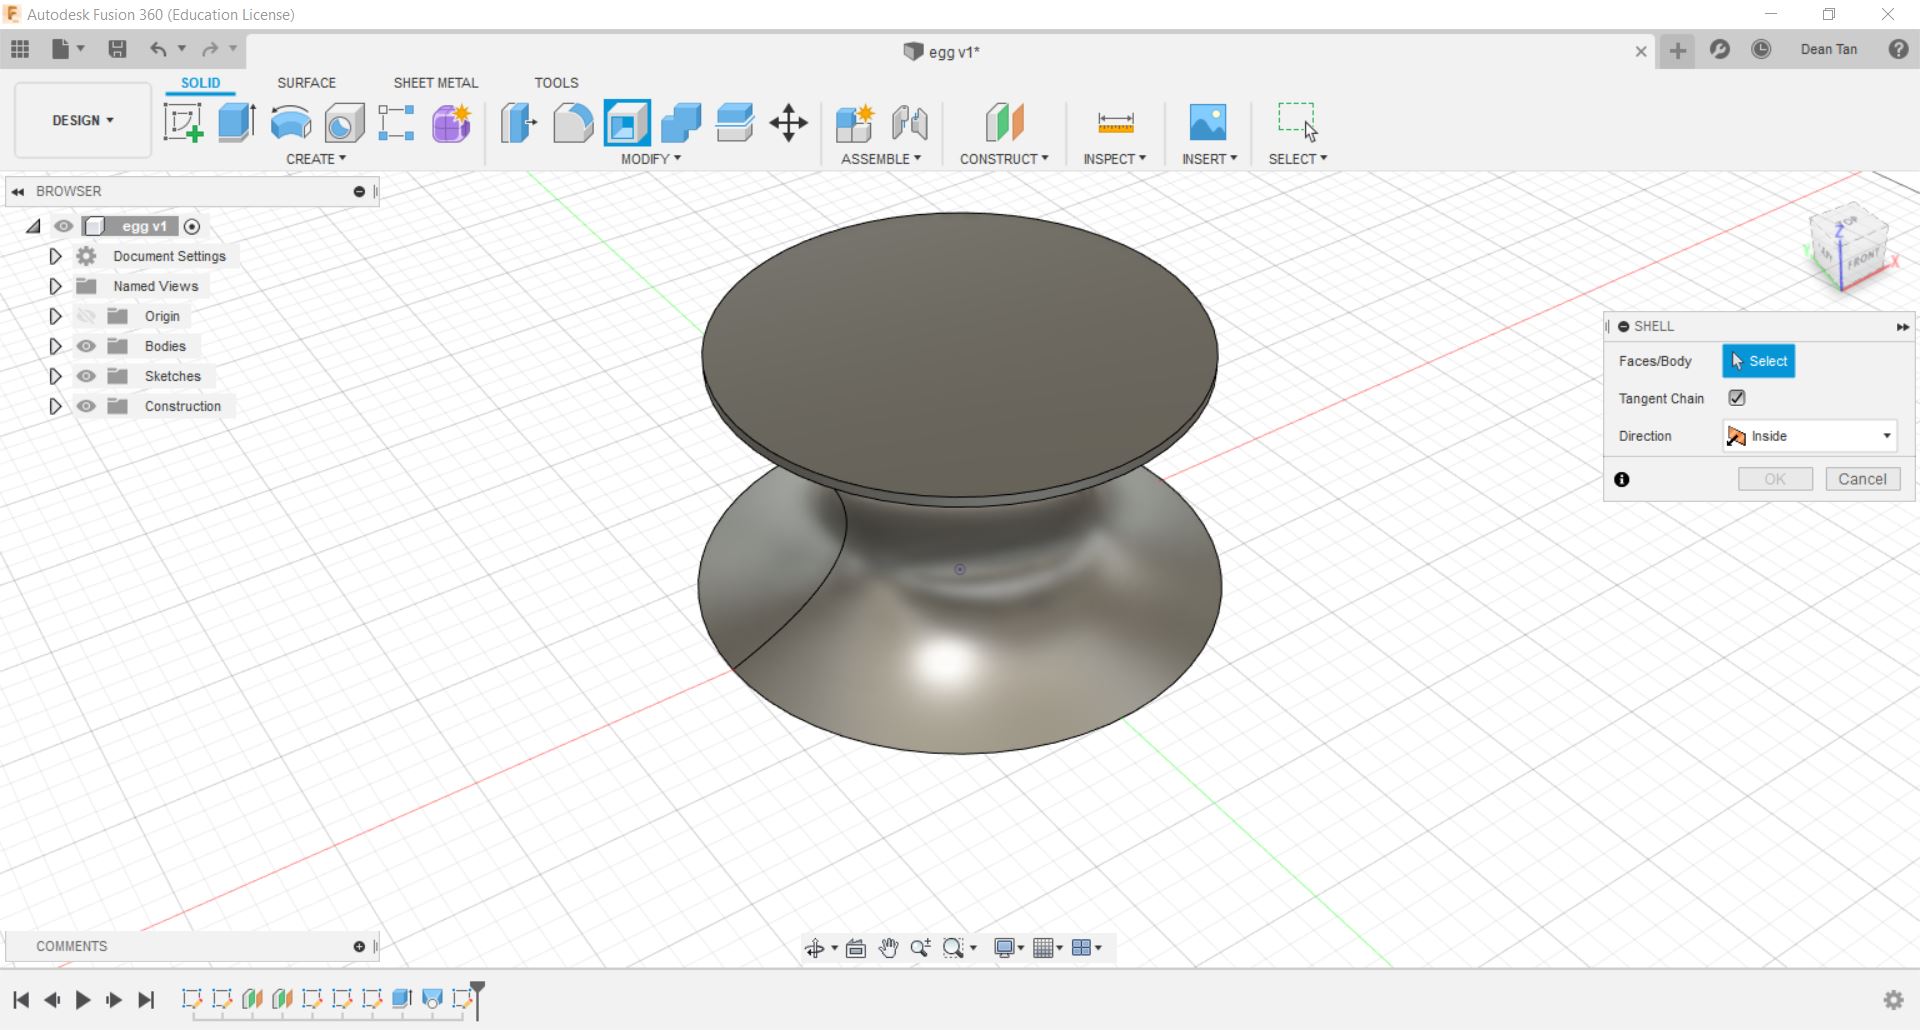 Autodesk Fusion 360 (Education License)
egg v1*
Dean Tan
SOLID SURFACE SHEET METAL TOOLS
DESIGN
CREATE MODIFY ASSEMBLE CONSTRUCT INSPECT INSERT SELECT
BROWSER
egg v1
Document Settings
Named Views
Origin
Bodies
Sketches
Construction
TOP
Z
Y
X
FRONT
SHELL
Faces/Body Select
Tangent Chain
Direction Inside
OK Cancel
COMMENTS